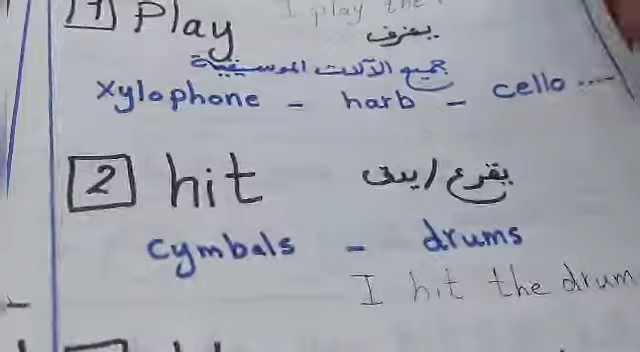 I play the
1 Play يعزف
جميع الآلات الموسيقية
xylophone - harb - cello ....
2 hit يقرع / يدق
cymbals - drums
I hit the drum